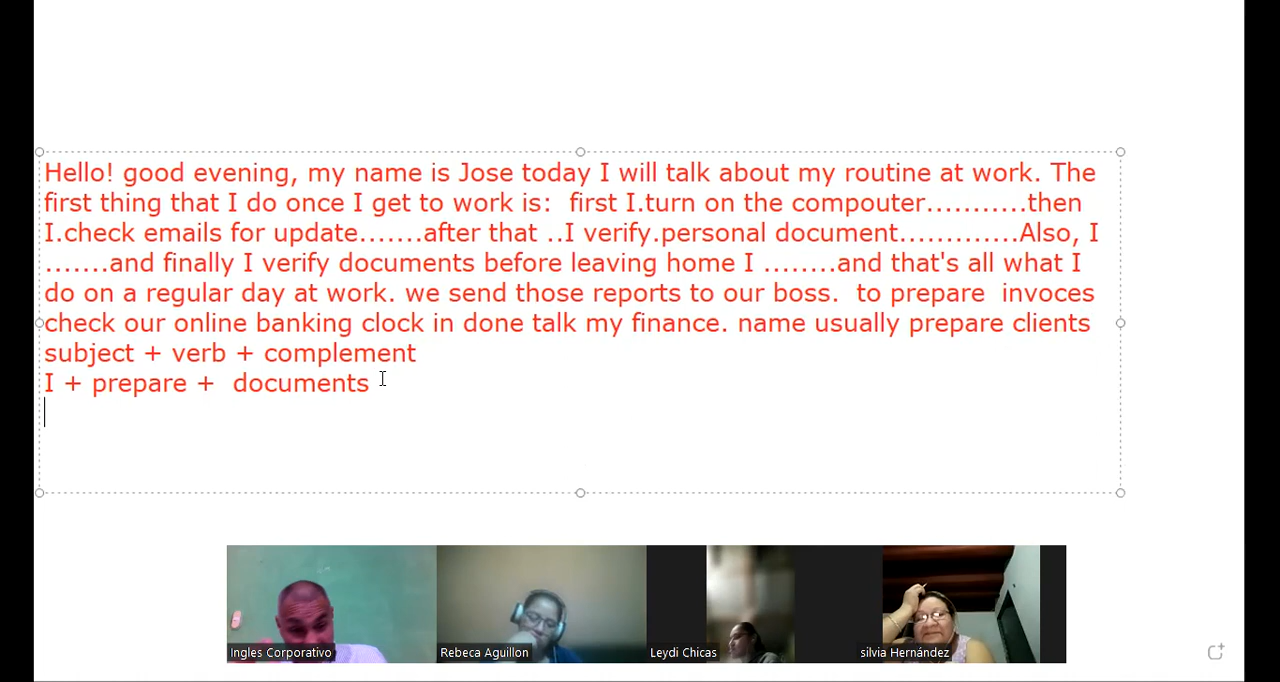 Hello! good evening, my name is Jose today I will talk about my routine at work. The
first thing that I do once I get to work is:  first I.turn on the compouter...........then
I.check emails for update.......after that ..I verify.personal document.............Also, I
.......and finally I verify documents before leaving home I ........and that's all what I
do on a regular day at work. we send those reports to our boss.  to prepare  invoces
check our online banking clock in done talk my finance. name usually prepare clients
subject + verb + complement
I + prepare +  documents
Ingles Corporativo
Rebeca Aguillon
Leydi Chicas
silvia Hernández